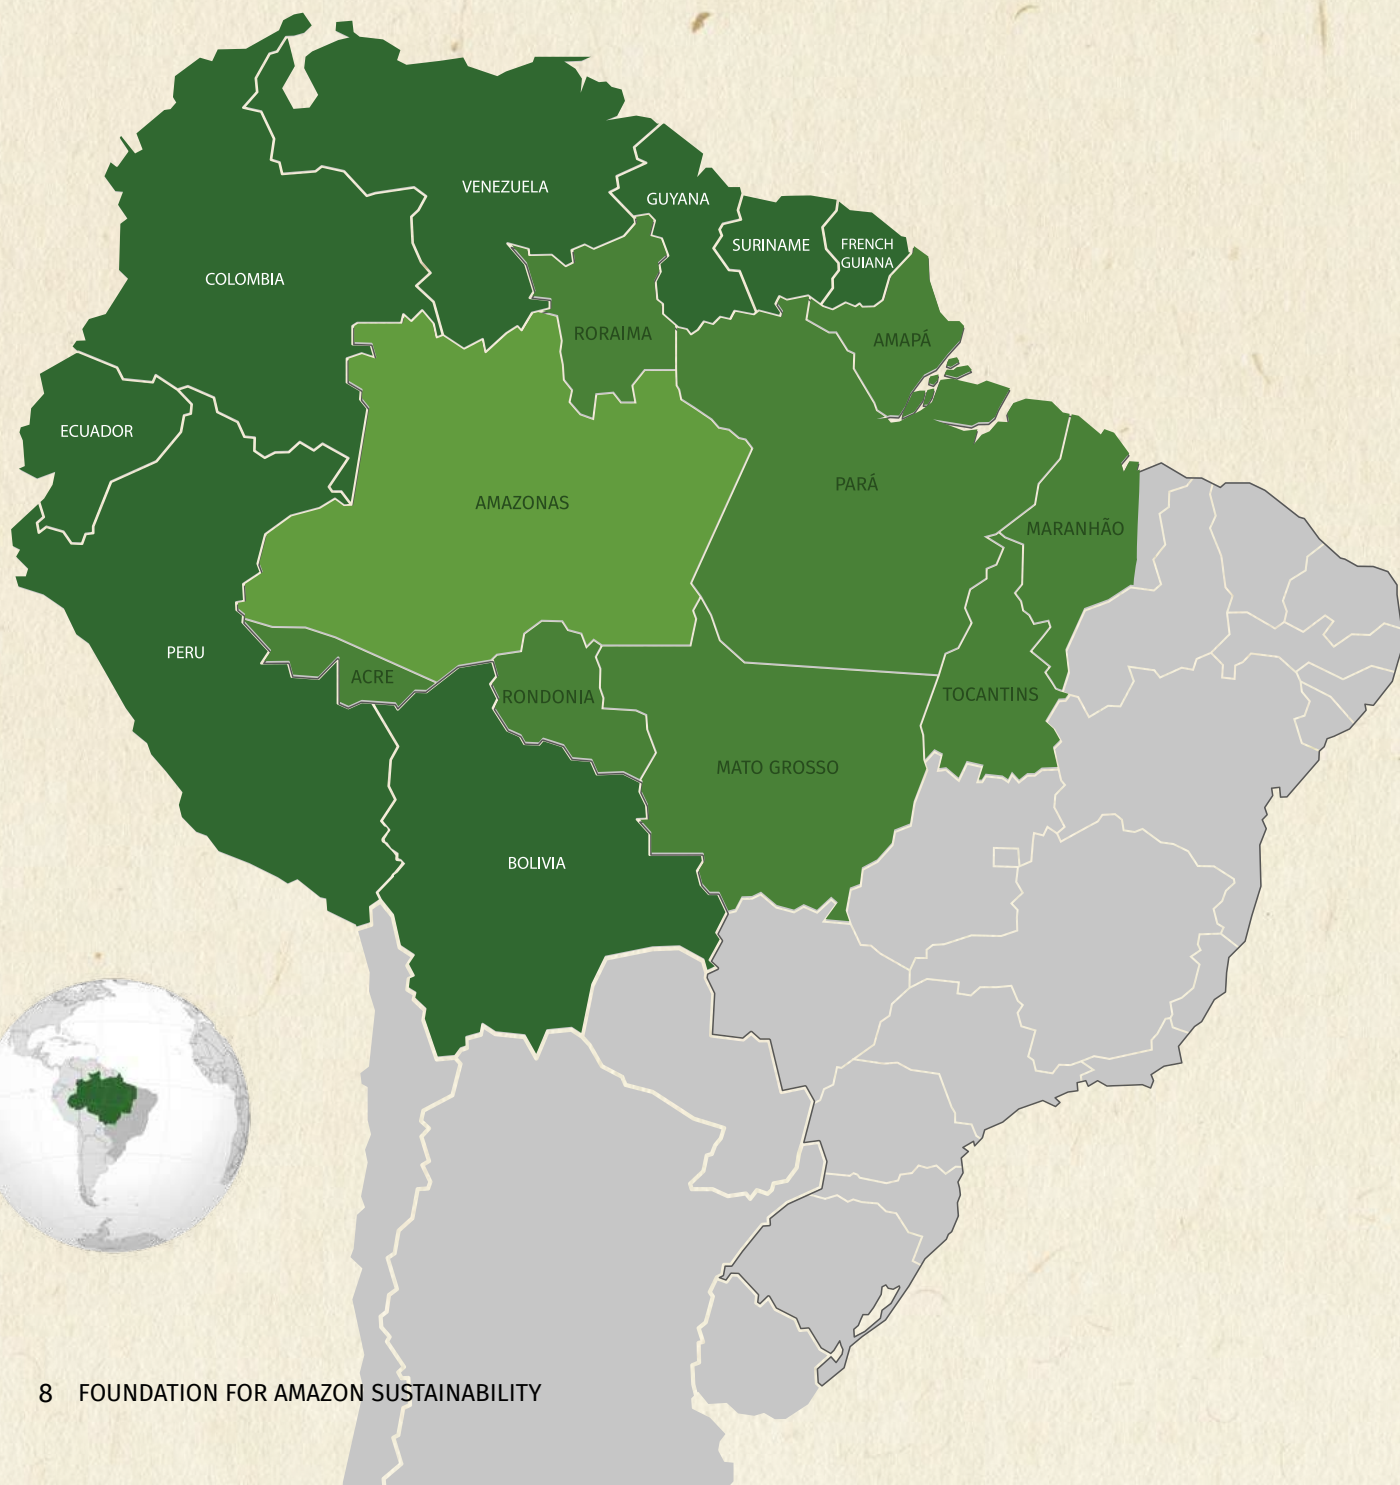 VENEZUELA
GUYANA
SURINAME
FRENCH
GUIANA
COLOMBIA
RORAIMA
AMAPÁ
ECUADOR
AMAZONAS
PARÁ
MARANHÃO
PERU
ACRE
RONDONIA
TOCANTINS
MATO GROSSO
BOLIVIA
8 FOUNDATION FOR AMAZON SUSTAINABILITY